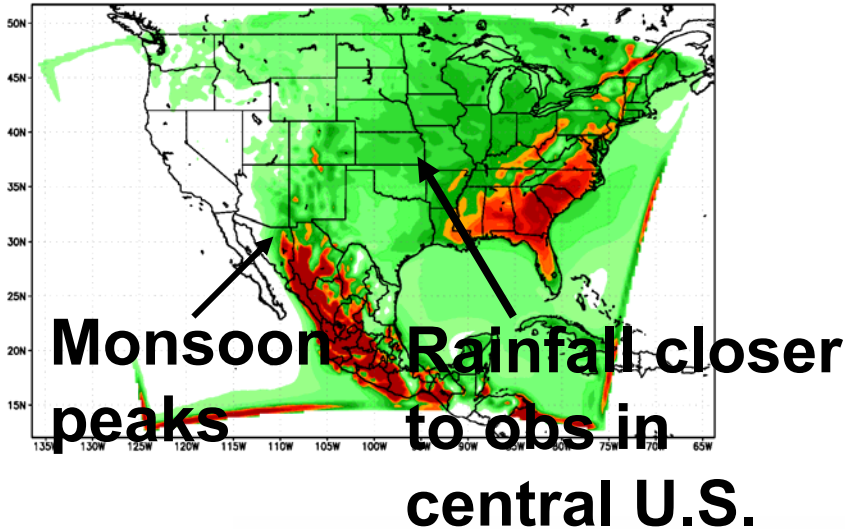 50N
45N
40N
35N
30N
25N
20N
15N
135W 130W 125W 120W 115W 110W 105W 100W 95W 90W 85W 80W 75W 70W 65W
Monsoon peaks
Rainfall closer to obs in central U.S.